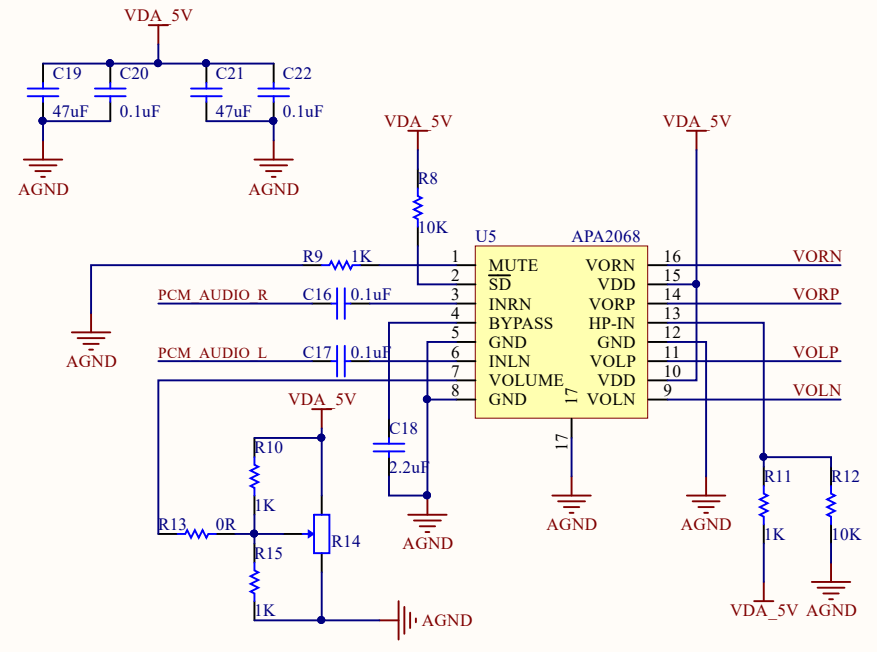 VDA_5V
C19 C20 C21 C22
47uF 0.1uF 47uF 0.1uF
AGND AGND
VDA_5V
R8
10K
VDA_5V
U5 APA2068
R9 1K
1 MUTE VORN 16 VORN
2 SD VDD 15
PCM_AUDIO_R C16 0.1uF
3 INRN VORP 14 VORP
4 BYPASS HP-IN 13
5 GND GND 12
PCM_AUDIO_L C17 0.1uF
6 INLN VOLP 11 VOLP
7 VOLUME VDD 10
8 GND VOLN 9 VOLN
17
17
AGND
VDA_5V
C18
2.2uF
AGND
AGND
AGND
R10
1K
R13 0R
R14
R15
1K
AGND
R11 R12
1K 10K
VDA_5V AGND